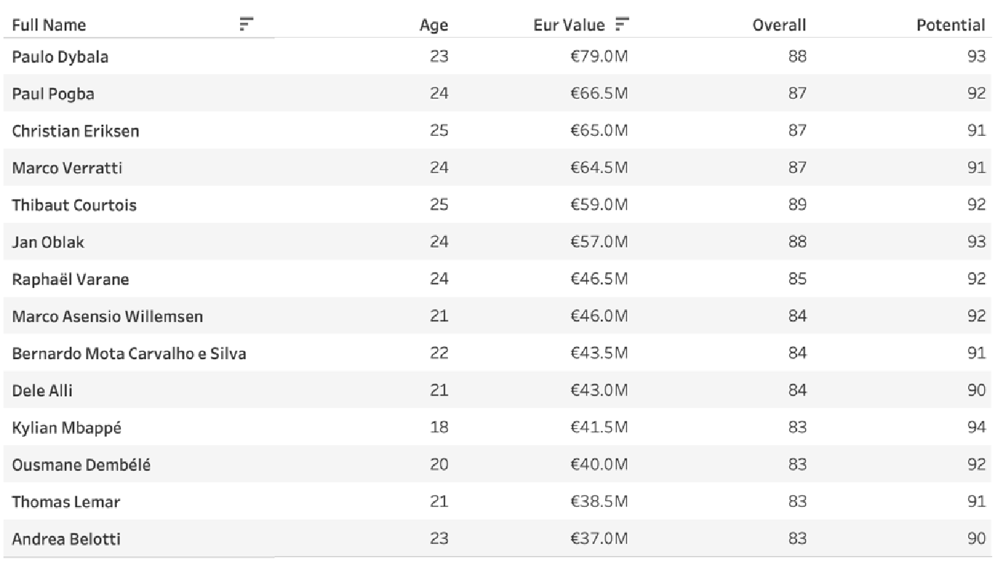 Full Name Age Eur Value Overall Potential
Paulo Dybala 23 €79.0M 88 93
Paul Pogba 24 €66.5M 87 92
Christian Eriksen 25 €65.0M 87 91
Marco Verratti 24 €64.5M 87 91
Thibaut Courtois 25 €59.0M 89 92
Jan Oblak 24 €57.0M 88 93
Raphaël Varane 24 €46.5M 85 92
Marco Asensio Willemsen 21 €46.0M 84 92
Bernardo Mota Carvalho e Silva 22 €43.5M 84 91
Dele Alli 21 €43.0M 84 90
Kylian Mbappé 18 €41.5M 83 94
Ousmane Dembélé 20 €40.0M 83 92
Thomas Lemar 21 €38.5M 83 91
Andrea Belotti 23 €37.0M 83 90